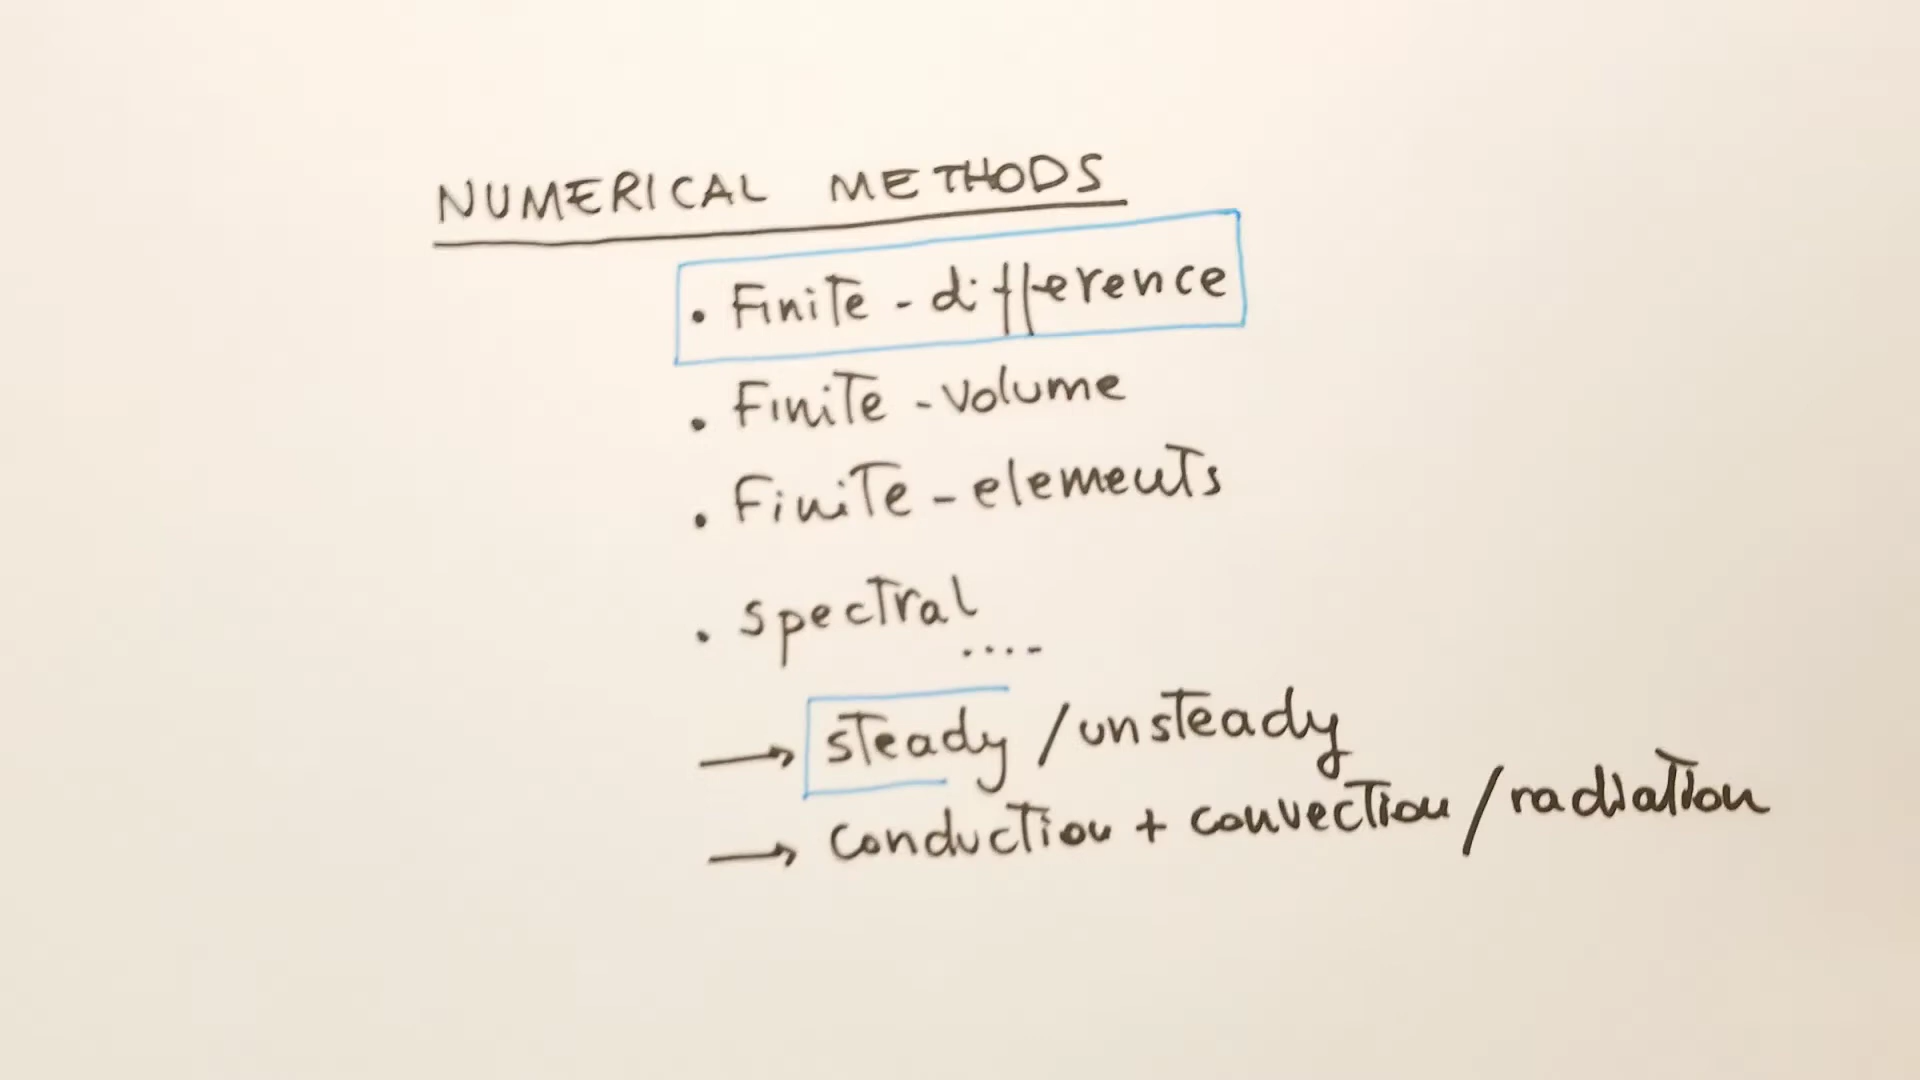 NUMERICAL METHODS
• Finite - difference
• Finite - volume
• Finite - elements
• spectral
....-
→ steady / unsteady
→ conduction + convection / radiation